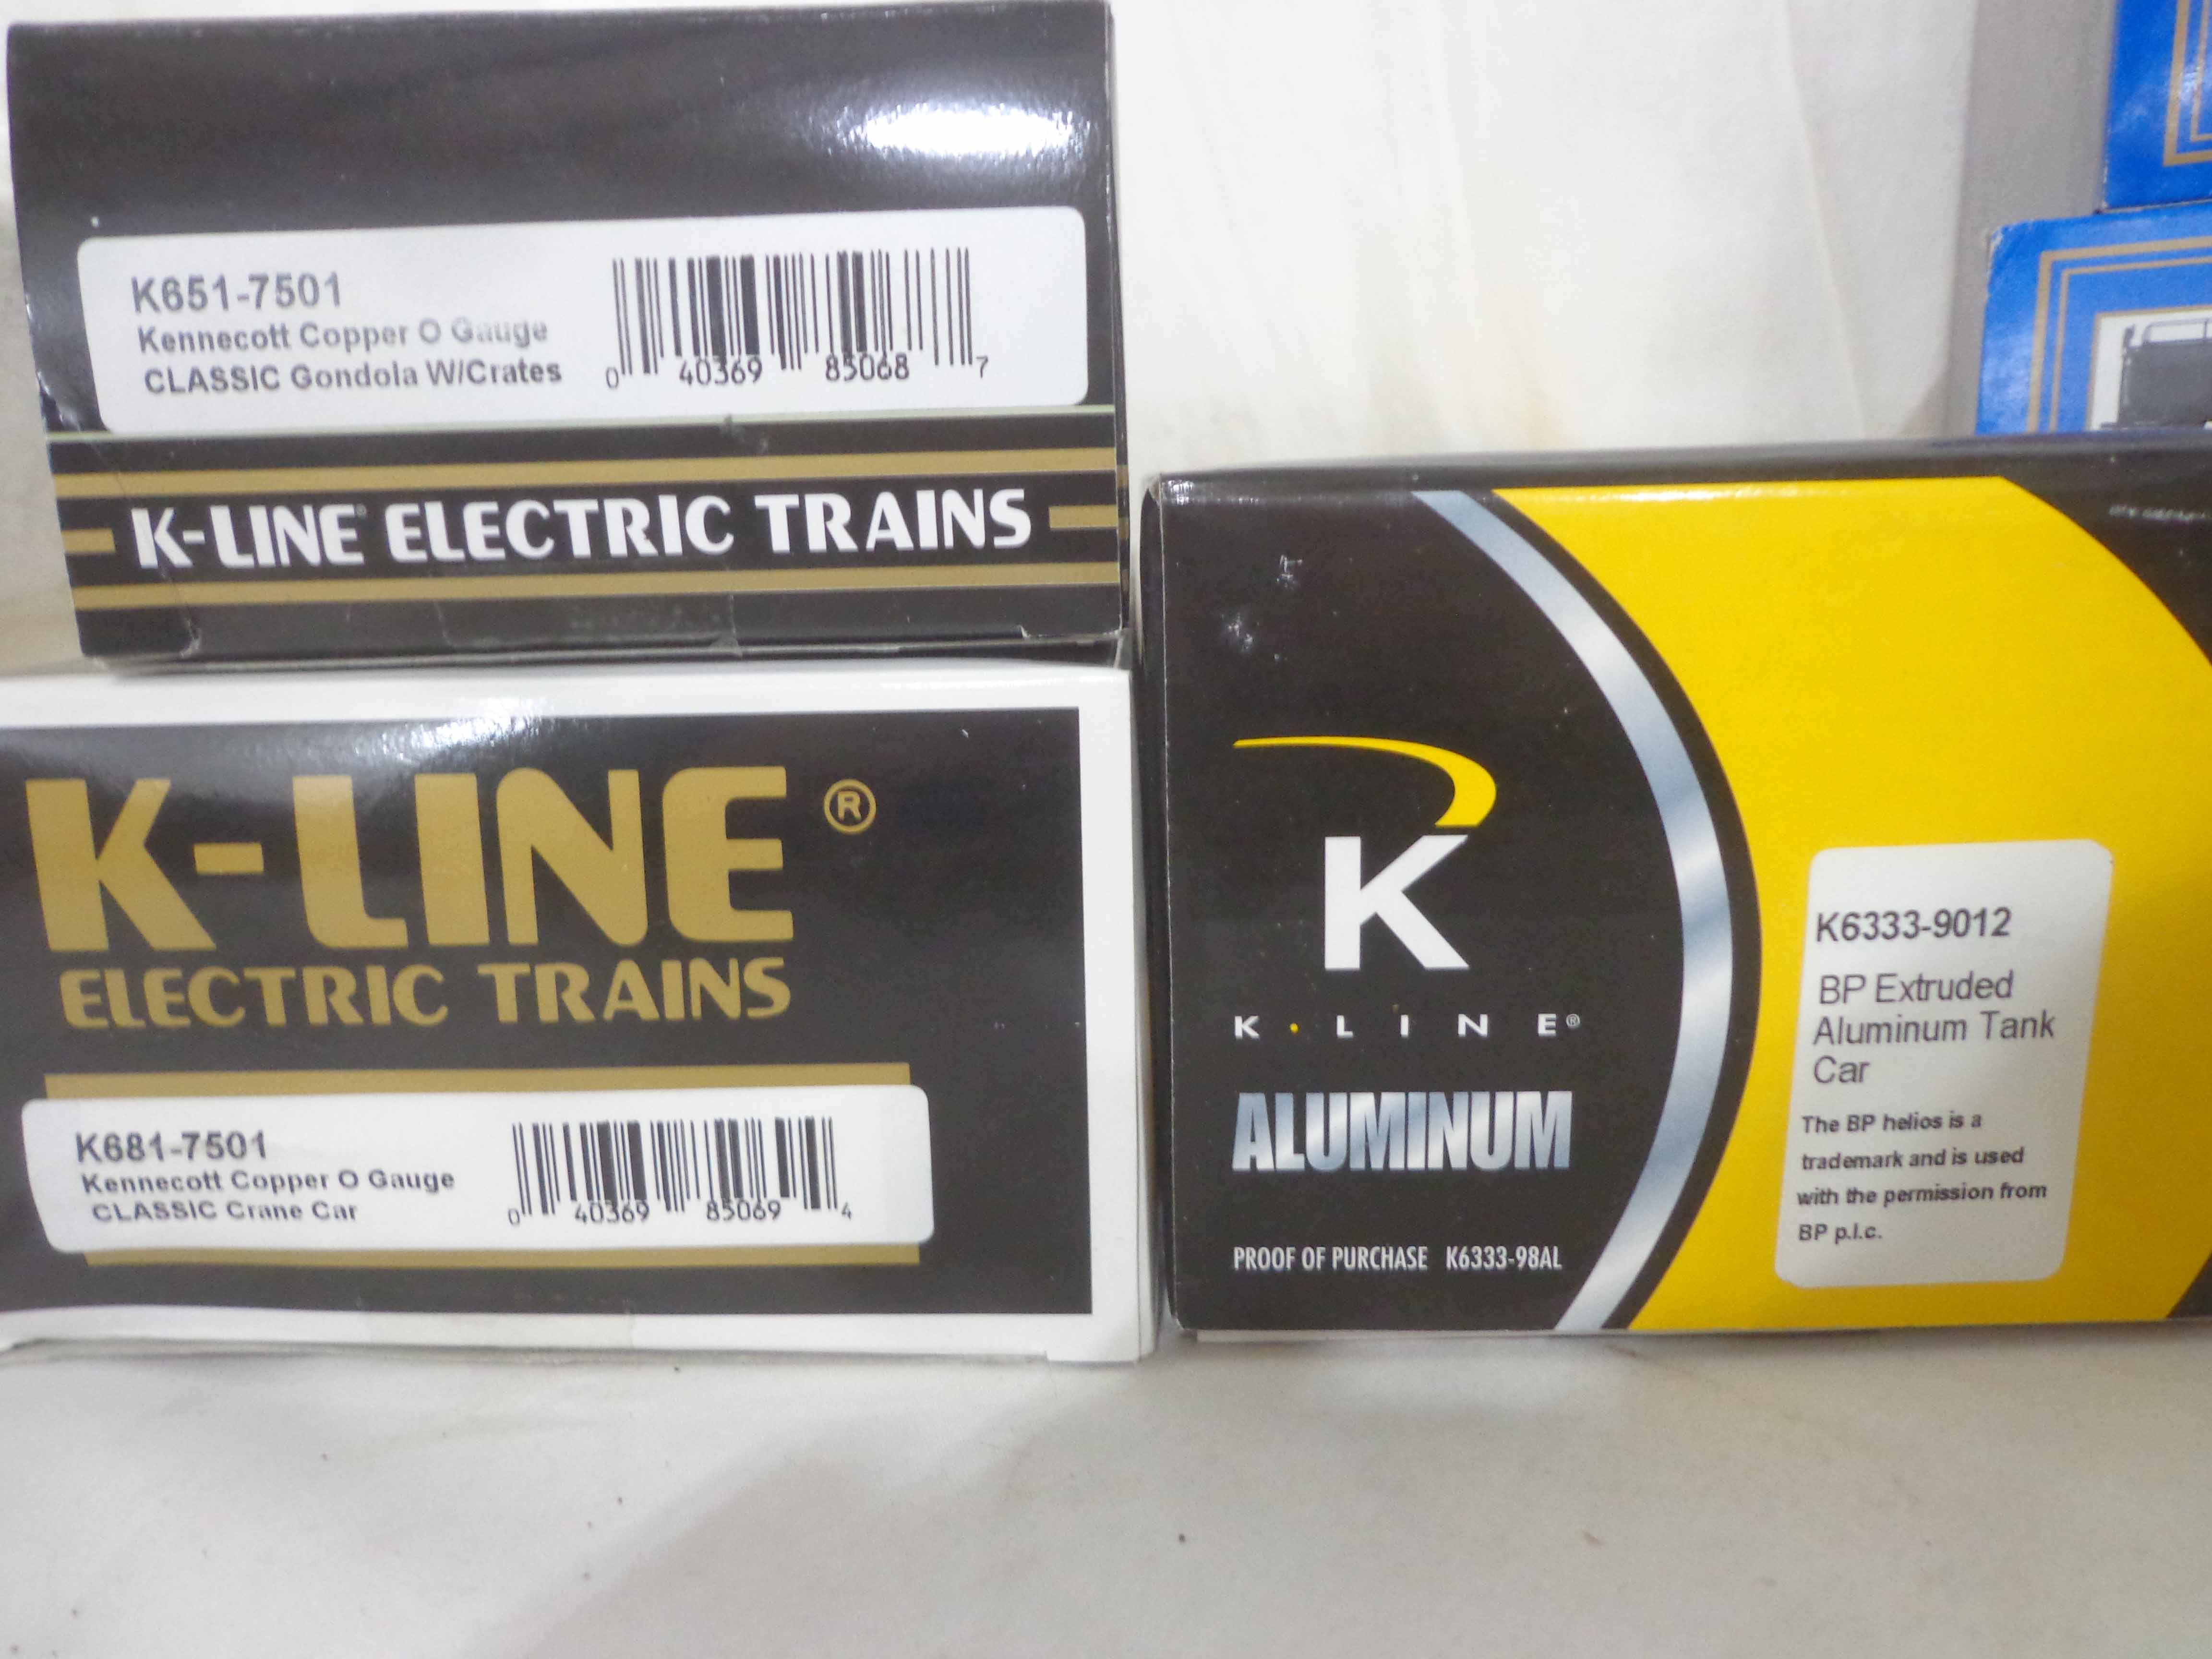 K651-7501
Kennecott Copper O Gauge
CLASSIC Gondola W/Crates
0 40369 85068 7
K-LINE® ELECTRIC TRAINS
K-LINE®
ELECTRIC TRAINS
K681-7501
Kennecott Copper O Gauge
CLASSIC Crane Car
0 40369 85069 4
K
K·LINE®
ALUMINUM
PROOF OF PURCHASE K6333-98AL
K6333-9012
BP Extruded
Aluminum Tank
Car
The BP helios is a
trademark and is used
with the permission from
BP p.l.c.